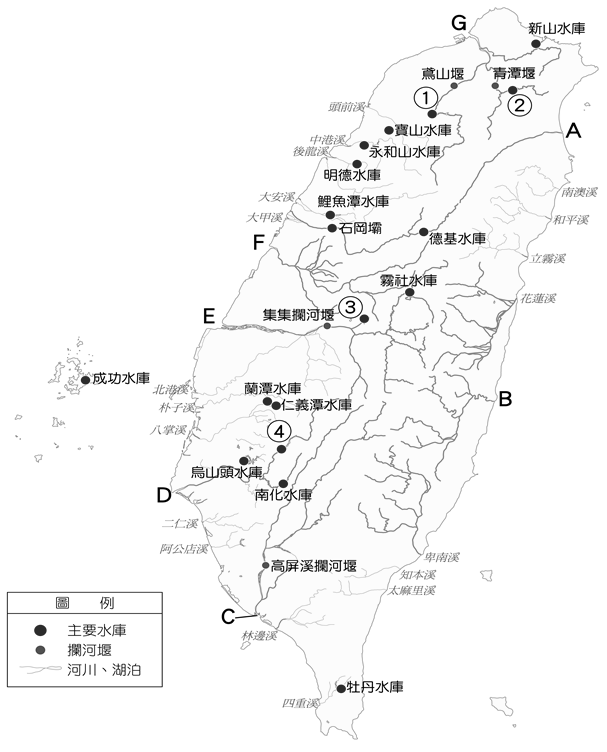 G
新山水庫
鳶山堰
青潭堰
①
②
頭前溪
寶山水庫
A
中港溪
永和山水庫
後龍溪
明德水庫
南澳溪
大安溪
鯉魚潭水庫
大甲溪
石岡壩
和平溪
F
德基水庫
立霧溪
霧社水庫
花蓮溪
E
集集攔河堰
③
成功水庫
北港溪
蘭潭水庫
B
朴子溪
仁義潭水庫
八掌溪
④
烏山頭水庫
D
南化水庫
二仁溪
阿公店溪
卑南溪
高屏溪攔河堰
知本溪
太麻里溪
C
林邊溪
圖 例
主要水庫
攔河堰
河川、湖泊
牡丹水庫
四重溪